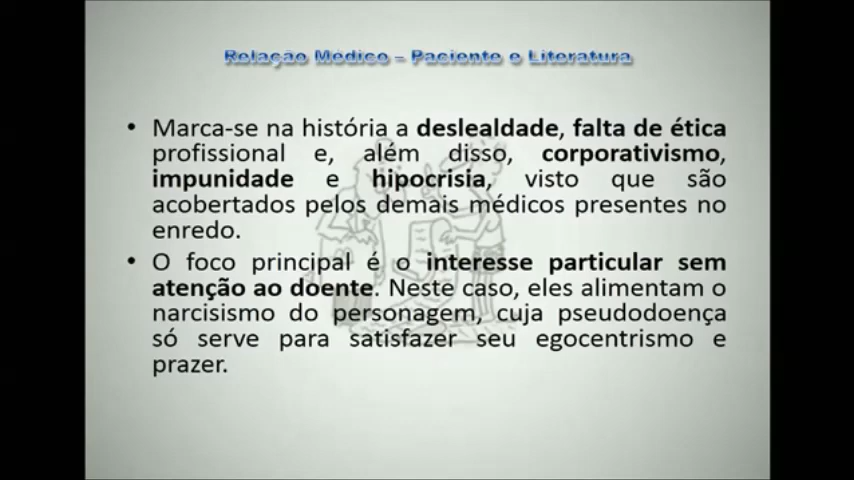 Relação Médico – Paciente e Literatura
• Marca-se na história a deslealdade, falta de ética
profissional e, além disso, corporativismo,
impunidade e hipocrisia, visto que são
acobertados pelos demais médicos presentes no
enredo.
• O foco principal é o interesse particular sem
atenção ao doente. Neste caso, eles alimentam o
narcisismo do personagem, cuja pseudodoença
só serve para satisfazer seu egocentrismo e
prazer.